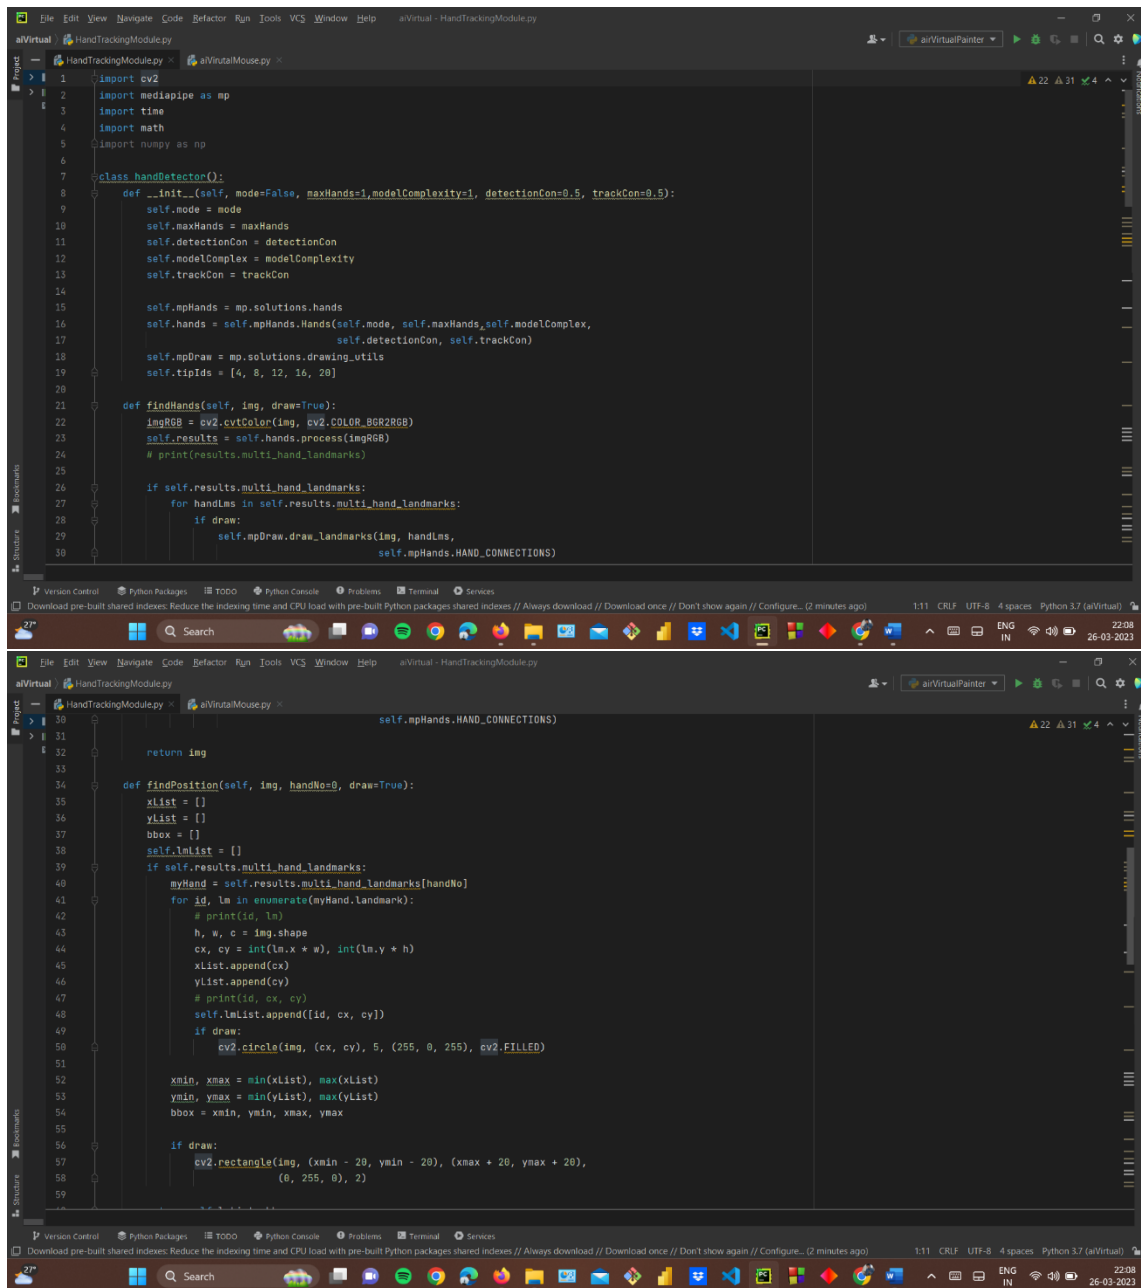 File Edit View Navigate Code Refactor Run Tools VCS Window Help aiVirtual - HandTrackingModule.py
aiVirtual HandTrackingModule.py airVirtualPainter
Project
HandTrackingModule.py aiVirutalMouse.py
Notifications
22 31 4
1 import cv2
2 import mediapipe as mp
3 import time
4 import math
5 import numpy as np
6
7 class handDetector():
8 def __init__(self, mode=False, maxHands=1,modelComplexity=1, detectionCon=0.5, trackCon=0.5):
9 self.mode = mode
10 self.maxHands = maxHands
11 self.detectionCon = detectionCon
12 self.modelComplex = modelComplexity
13 self.trackCon = trackCon
14
15 self.mpHands = mp.solutions.hands
16 self.hands = self.mpHands.Hands(self.mode, self.maxHands,self.modelComplex,
17 self.detectionCon, self.trackCon)
18 self.mpDraw = mp.solutions.drawing_utils
19 self.tipIds = [4, 8, 12, 16, 20]
20
21 def findHands(self, img, draw=True):
22 imgRGB = cv2.cvtColor(img, cv2.COLOR_BGR2RGB)
23 self.results = self.hands.process(imgRGB)
24 # print(results.multi_hand_landmarks)
25
26 if self.results.multi_hand_landmarks:
27 for handLms in self.results.multi_hand_landmarks:
28 if draw:
29 self.mpDraw.draw_landmarks(img, handLms,
30 self.mpHands.HAND_CONNECTIONS)
Bookmarks
Structure
Version Control Python Packages TODO Python Console Problems Terminal Services
Download pre-built shared indexes: Reduce the indexing time and CPU load with pre-built Python packages shared indexes // Always download // Download once // Don't show again // Configure... (2 minutes ago) 1:11 CRLF UTF-8 4 spaces Python 3.7 (aiVirtual)
27° Search ENG IN 22:08 26-03-2023
File Edit View Navigate Code Refactor Run Tools VCS Window Help aiVirtual - HandTrackingModule.py
aiVirtual HandTrackingModule.py airVirtualPainter
Project
HandTrackingModule.py aiVirutalMouse.py
Notifications
22 31 4
30 self.mpHands.HAND_CONNECTIONS)
31
32 return img
33
34 def findPosition(self, img, handNo=0, draw=True):
35 xList = []
36 yList = []
37 bbox = []
38 self.lmList = []
39 if self.results.multi_hand_landmarks:
40 myHand = self.results.multi_hand_landmarks[handNo]
41 for id, lm in enumerate(myHand.landmark):
42 # print(id, lm)
43 h, w, c = img.shape
44 cx, cy = int(lm.x * w), int(lm.y * h)
45 xList.append(cx)
46 yList.append(cy)
47 # print(id, cx, cy)
48 self.lmList.append([id, cx, cy])
49 if draw:
50 cv2.circle(img, (cx, cy), 5, (255, 0, 255), cv2.FILLED)
51
52 xmin, xmax = min(xList), max(xList)
53 ymin, ymax = min(yList), max(yList)
54 bbox = xmin, ymin, xmax, ymax
55
56 if draw:
57 cv2.rectangle(img, (xmin - 20, ymin - 20), (xmax + 20, ymax + 20),
58 (0, 255, 0), 2)
59
Bookmarks
Structure
Version Control Python Packages TODO Python Console Problems Terminal Services
Download pre-built shared indexes: Reduce the indexing time and CPU load with pre-built Python packages shared indexes // Always download // Download once // Don't show again // Configure... (2 minutes ago) 1:11 CRLF UTF-8 4 spaces Python 3.7 (aiVirtual)
27° Search ENG IN 22:08 26-03-2023